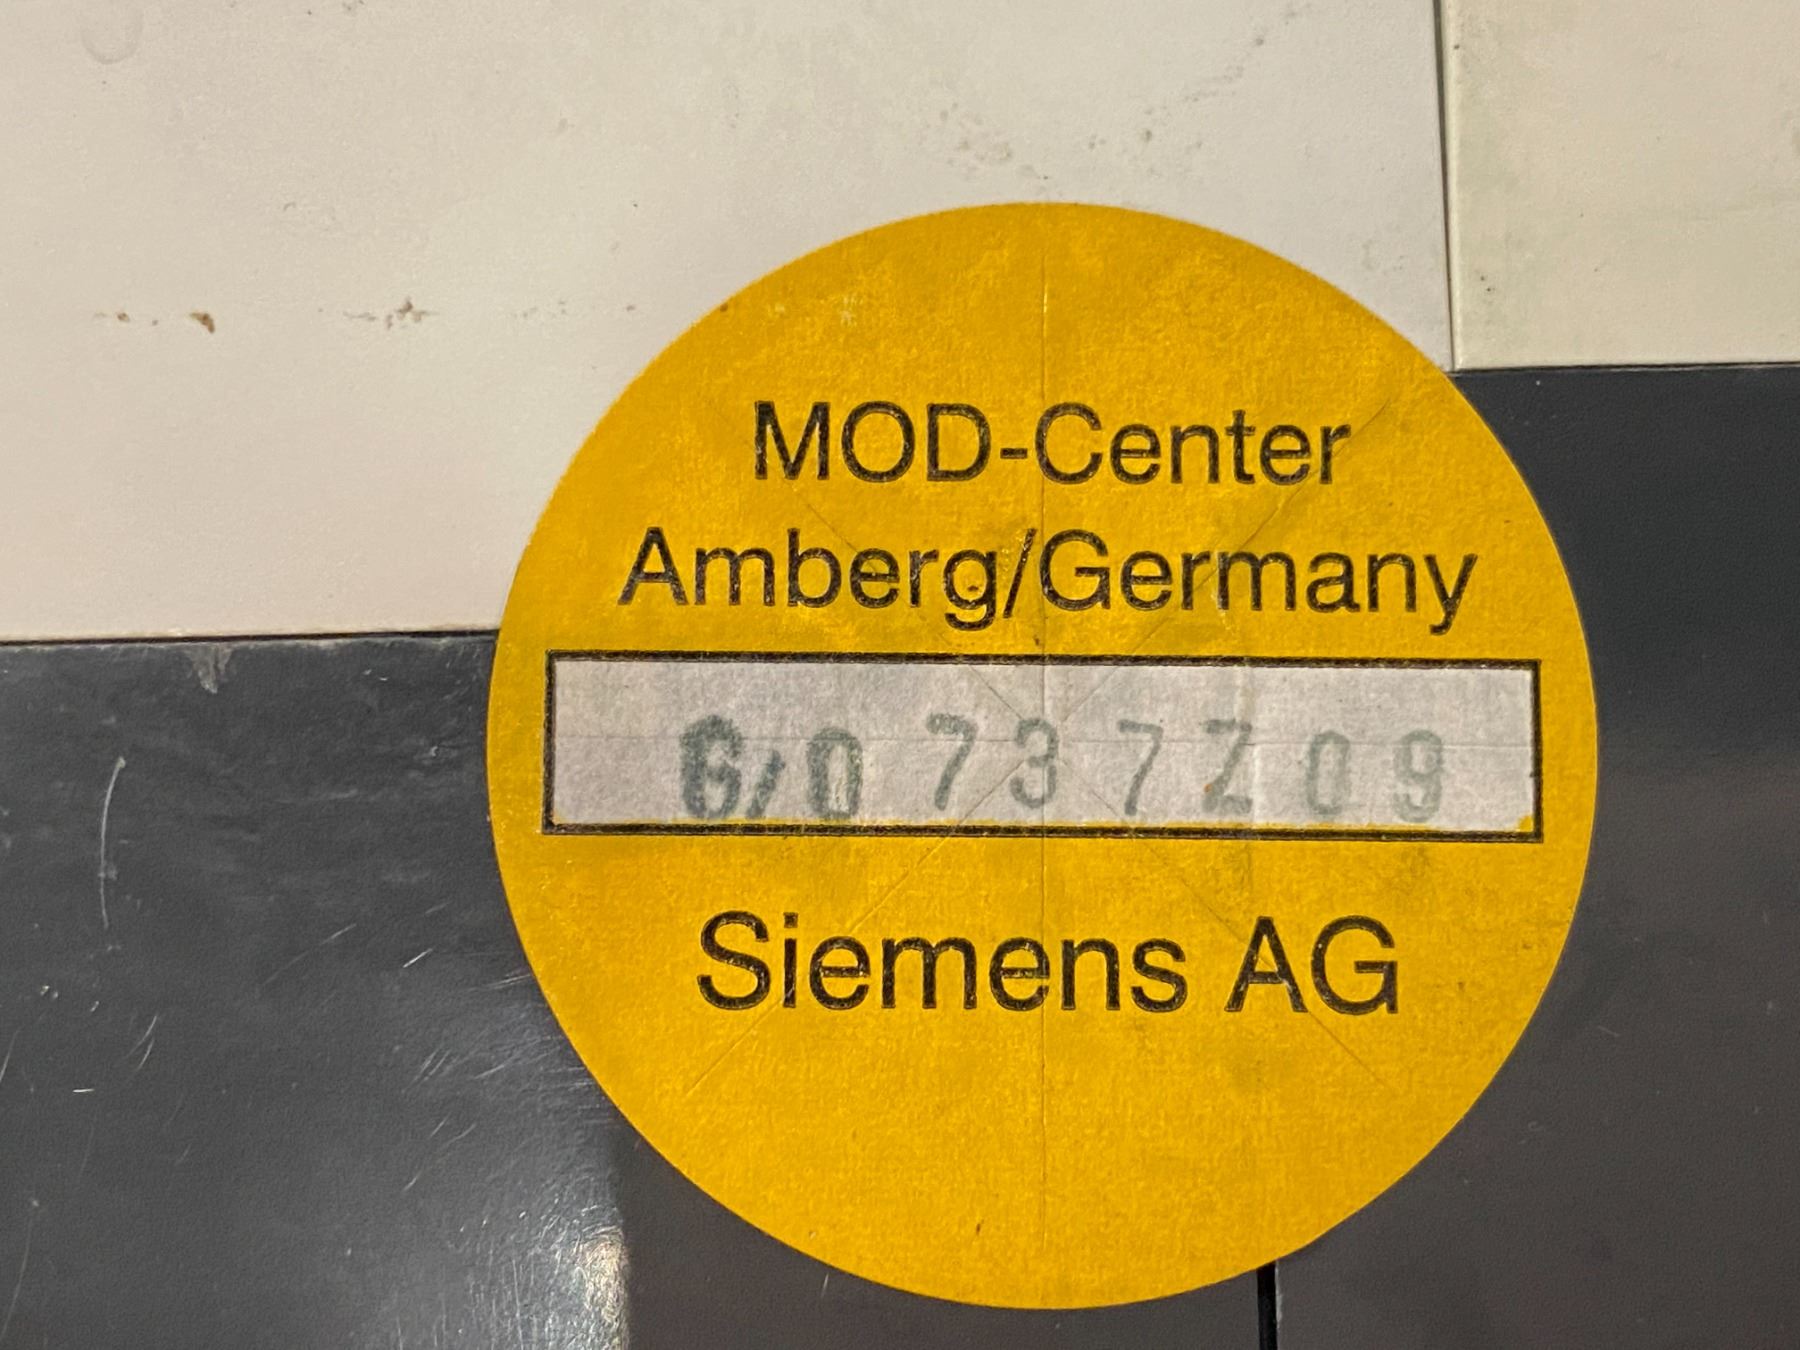 MOD-Center
Amberg/Germany
6/0 737Z09
Siemens AG